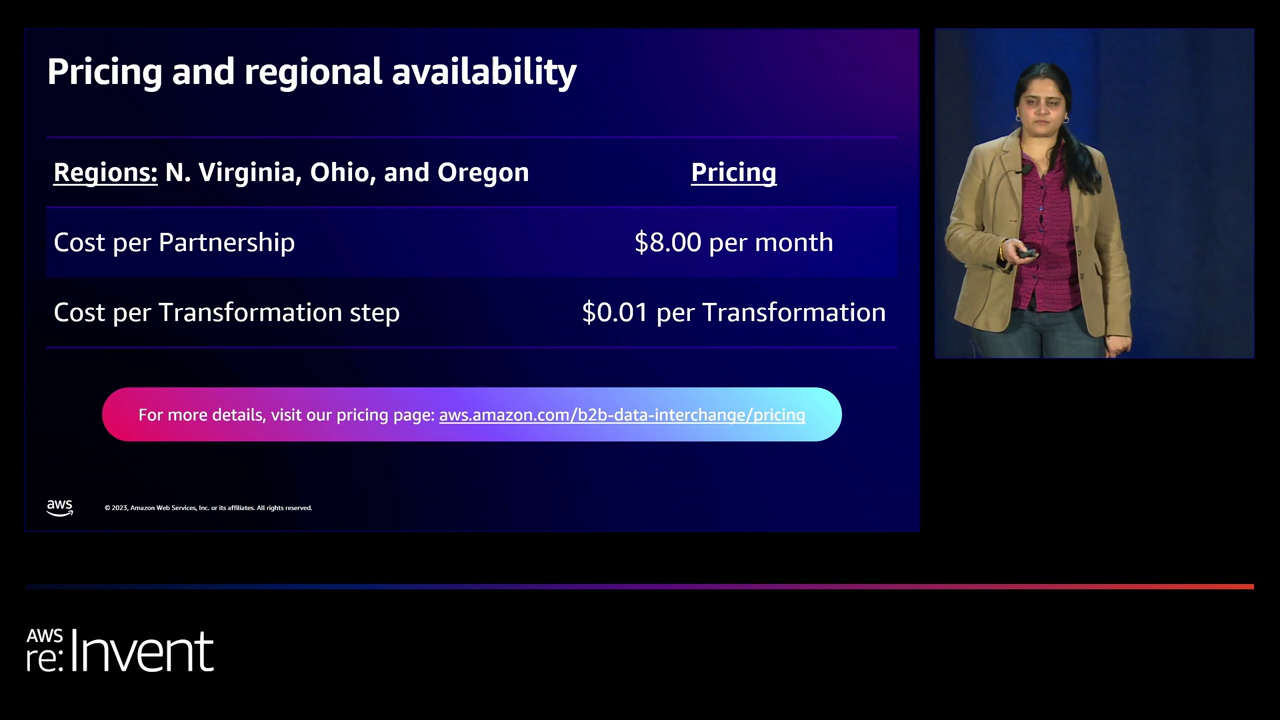 Pricing and regional availability
Regions: N. Virginia, Ohio, and Oregon
Pricing
Cost per Partnership
$8.00 per month
Cost per Transformation step
$0.01 per Transformation
For more details, visit our pricing page: aws.amazon.com/b2b-data-interchange/pricing
aws
© 2023, Amazon Web Services, Inc. or its affiliates. All rights reserved.
AWS
re:Invent